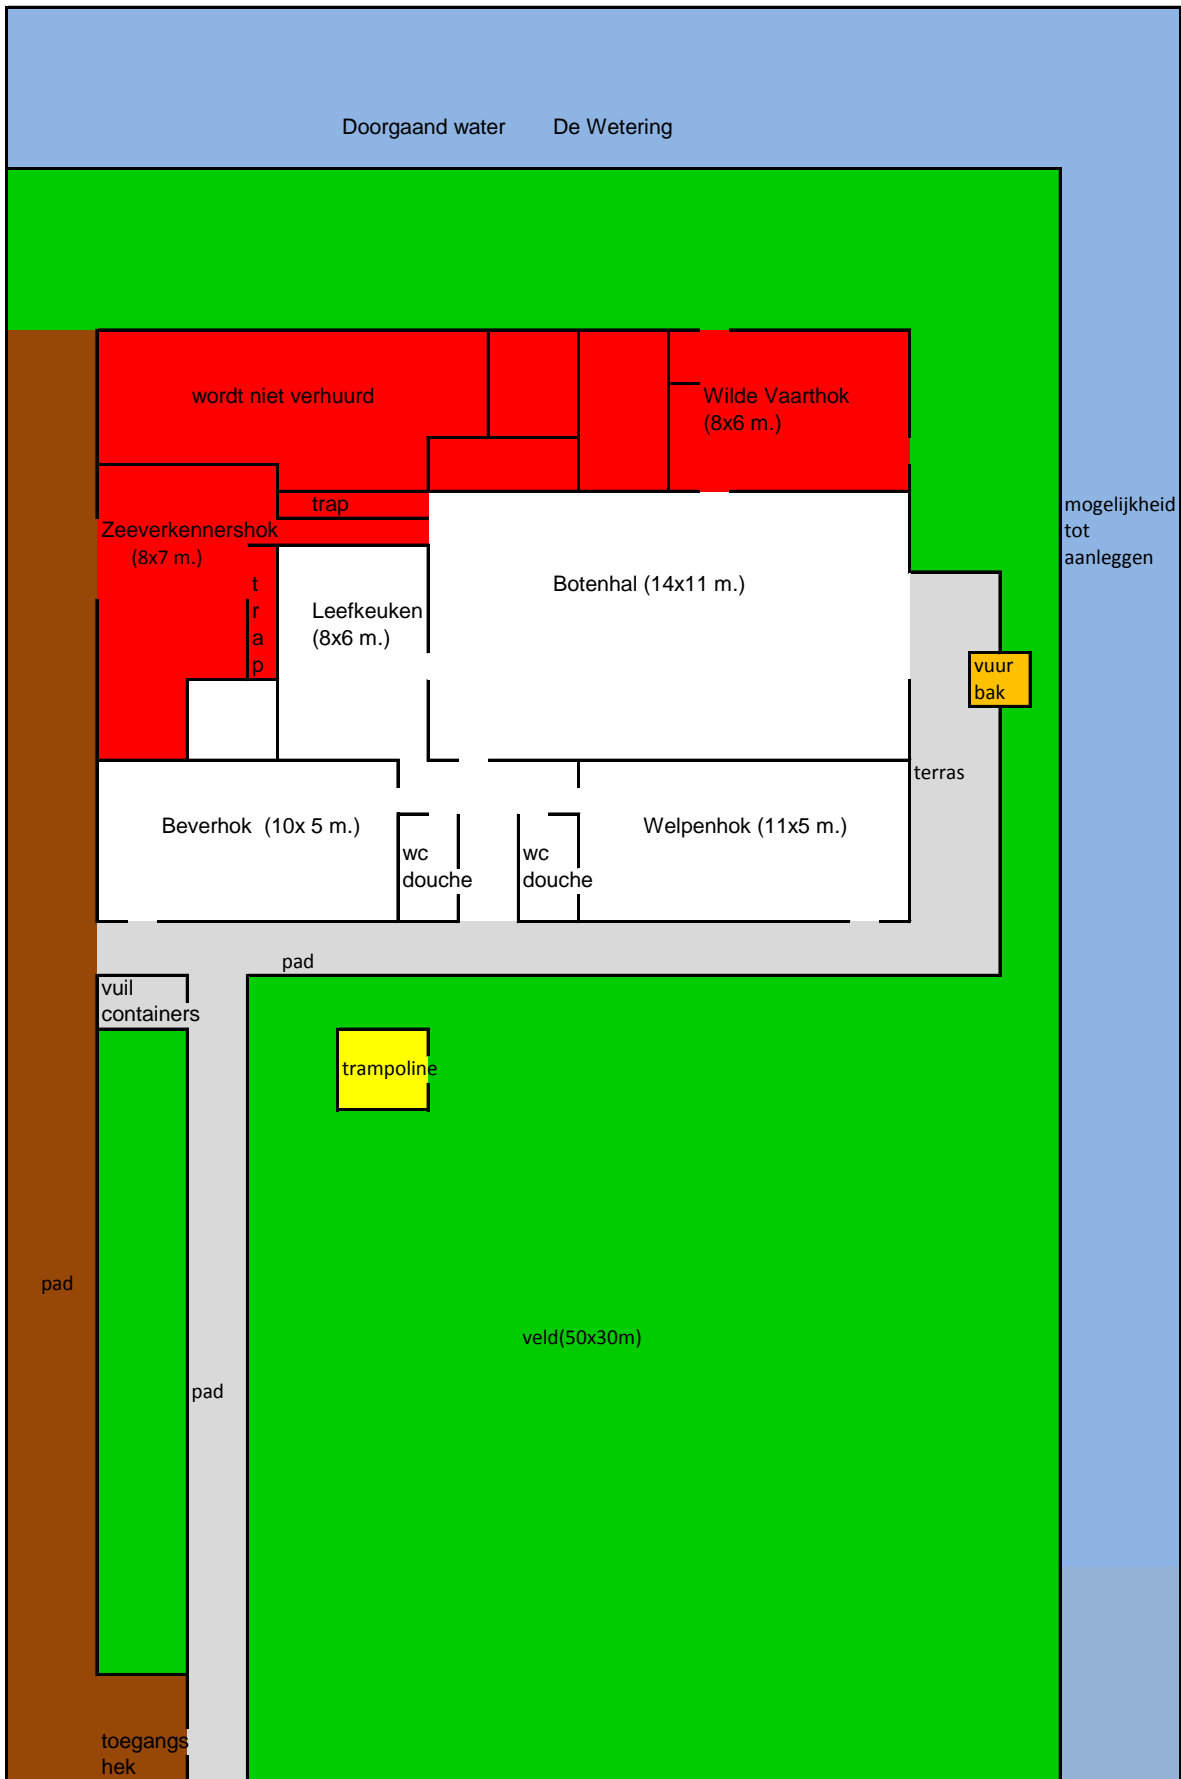 Doorgaand water De Wetering
wordt niet verhuurd
Wilde Vaarthok
(8x6 m.)
trap
Zeeverkennershok
(8x7 m.)
mogelijkheid
tot
aanleggen
t
r
a
p
Leefkeuken
(8x6 m.)
Botenhal (14x11 m.)
vuur
bak
terras
Beverhok (10x 5 m.)
wc
douche
wc
douche
Welpenhok (11x5 m.)
pad
vuil
containers
trampoline
pad
veld(50x30m)
pad
toegangs
hek